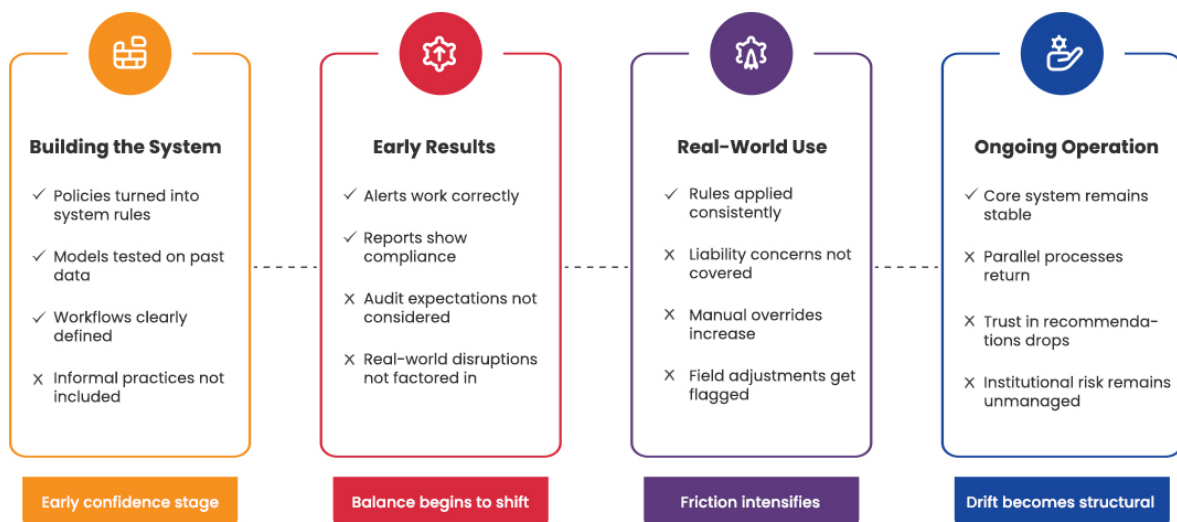 Building the System
✓ Policies turned into
system rules
✓ Models tested on past
data
✓ Workflows clearly
defined
X Informal practices not
included
Early confidence stage
Early Results
✓ Alerts work correctly
✓ Reports show
compliance
X Audit expectations not
considered
X Real-world disruptions
not factored in
Balance begins to shift
Real-World Use
✓ Rules applied
consistently
X Liability concerns not
covered
X Manual overrides
increase
X Field adjustments get
flagged
Friction intensifies
Ongoing Operation
✓ Core system remains
stable
X Parallel processes
return
X Trust in recommenda-
tions drops
X Institutional risk remains
unmanaged
Drift becomes structural